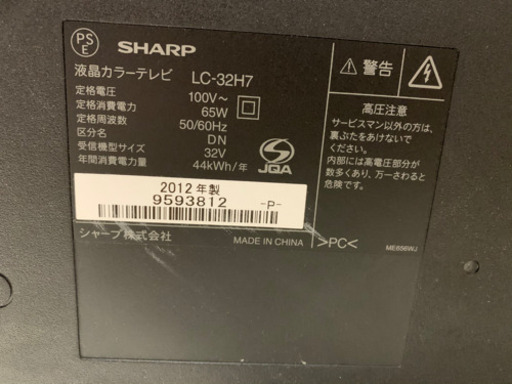 PS
E
SHARP
液晶カラーテレビ LC-32H7
定格電圧 100V～
定格消費電力 65W
定格周波数 50/60Hz
区分名 DN
受信機型サイズ 32V
年間消費電力量 44kWh/年
JQA
2012年製
9593812 -P-
シャープ株式会社
MADE IN CHINA
警告
高圧注意
サービスマン以外の方は、
裏ぶたをあけないで
ください。
内部には高電圧部分が
数多くあり、万一さわると
危険です。
>PC<
ME656WJ